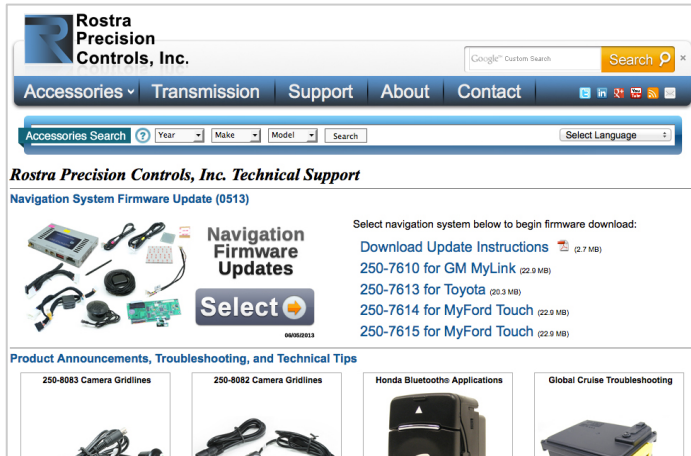 Rostra
Precision
Controls, Inc.
Google™ Custom Search
Search
×
Accessories
Transmission
Support
About
Contact
Accessories Search
?
Year
Make
Model
Search
Select Language
Rostra Precision Controls, Inc. Technical Support
Navigation System Firmware Update (0513)
Navigation
Firmware
Updates
Select
06/05/2013
Select navigation system below to begin firmware download:
Download Update Instructions (2.7 MB)
250-7610 for GM MyLink (22.9 MB)
250-7613 for Toyota (20.3 MB)
250-7614 for MyFord Touch (22.9 MB)
250-7615 for MyFord Touch (22.9 MB)
Product Announcements, Troubleshooting, and Technical Tips
250-8083 Camera Gridlines
250-8082 Camera Gridlines
Honda Bluetooth® Applications
Global Cruise Troubleshooting